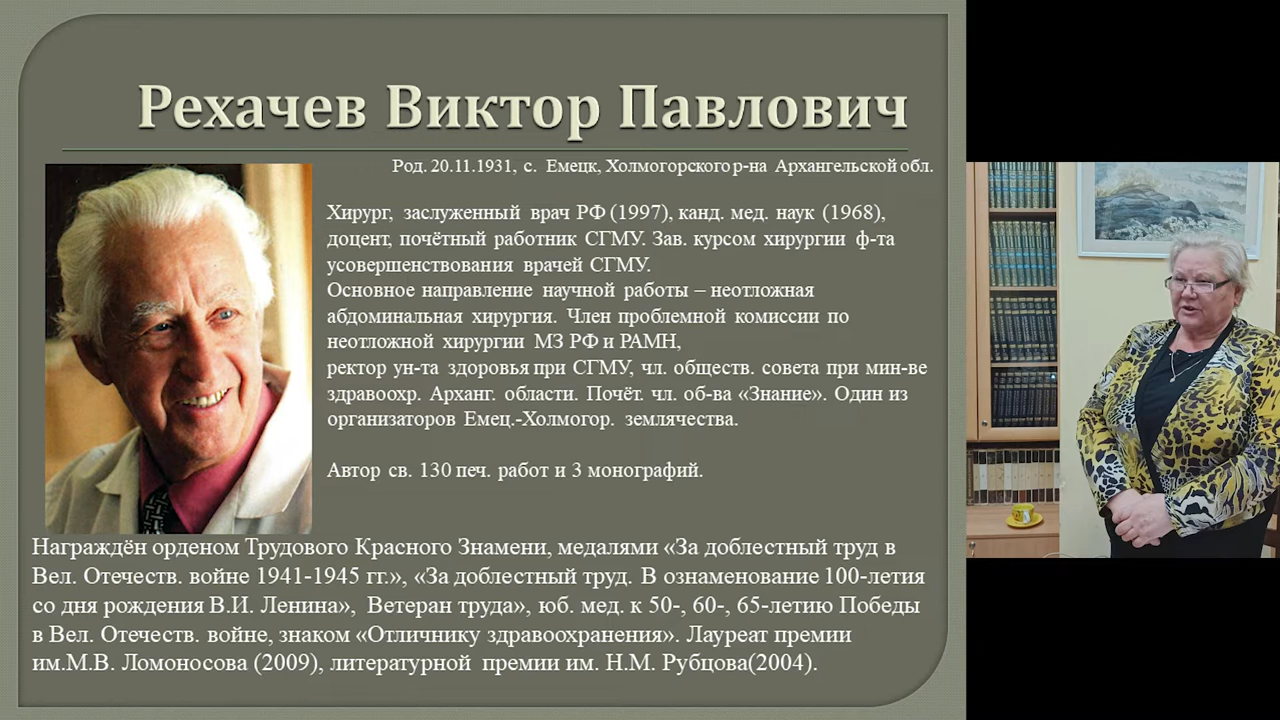 Рехачев Виктор Павлович
Род. 20.11.1931, с. Емецк, Холмогорского р-на Архангельской обл.
Хирург, заслуженный врач РФ (1997), канд. мед. наук (1968),
доцент, почётный работник СГМУ. Зав. курсом хирургии ф-та
усовершенствования врачей СГМУ.
Основное направление научной работы – неотложная
абдоминальная хирургия. Член проблемной комиссии по
неотложной хирургии МЗ РФ и РАМН,
ректор ун-та здоровья при СГМУ, чл. обществ. совета при мин-ве
здравоохр. Арханг. области. Почёт. чл. об-ва «Знание». Один из
организаторов Емец.-Холмогор. землячества.
Автор св. 130 печ. работ и 3 монографий.
Награждён орденом Трудового Красного Знамени, медалями «За доблестный труд в
Вел. Отечеств. войне 1941-1945 гг.», «За доблестный труд. В ознаменование 100-летия
со дня рождения В.И. Ленина», Ветеран труда», юб. мед. к 50-, 60-, 65-летию Победы
в Вел. Отечеств. войне, знаком «Отличнику здравоохранения». Лауреат премии
им.М.В. Ломоносова (2009), литературной премии им. Н.М. Рубцова(2004).